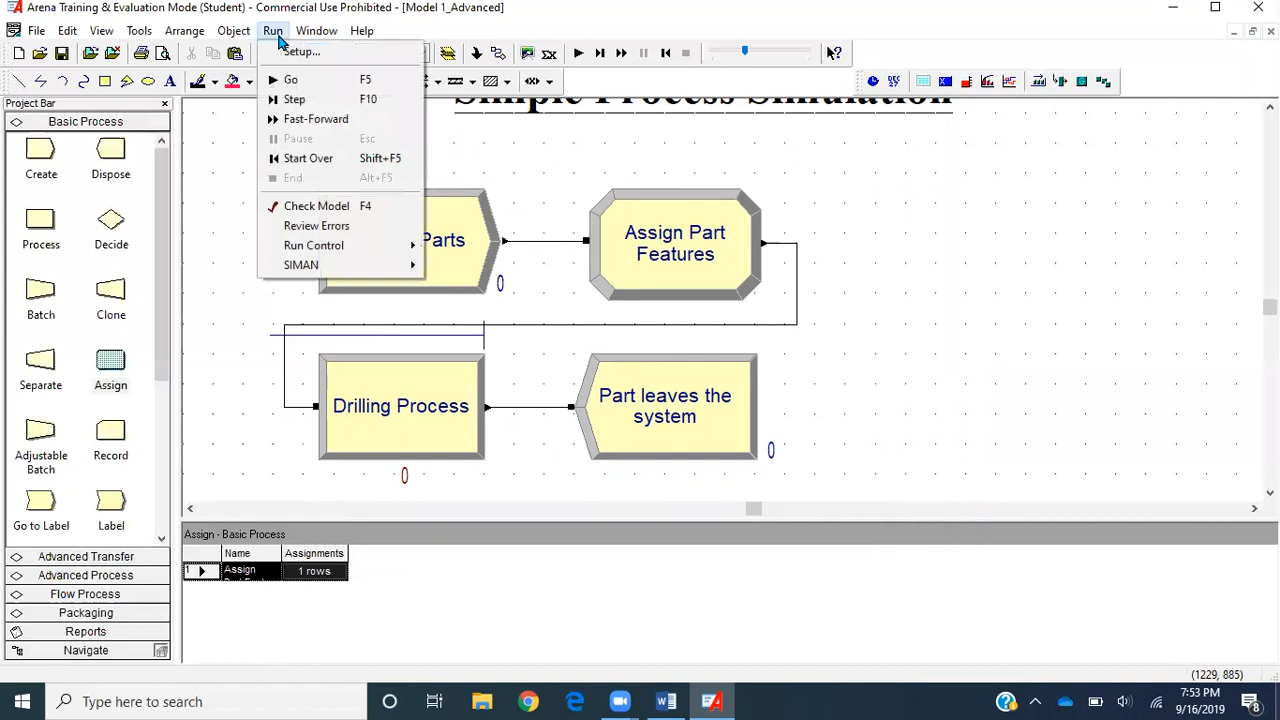 Arena Training & Evaluation Mode (Student) - Commercial Use Prohibited - [Model 1_Advanced]
File Edit View Tools Arrange Object Run Window Help
Setup...
Go F5
Step F10
Fast-Forward
Pause Esc
Start Over Shift+F5
End Alt+F5
Check Model F4
Review Errors
Run Control
SIMAN
Project Bar
Basic Process
Create Dispose
Process Decide
Batch Clone
Separate Assign
Adjustable Batch Record
Go to Label Label
Advanced Transfer
Advanced Process
Flow Process
Packaging
Reports
Navigate
Simple Process Simulation
Parts
0
Assign Part
Features
Drilling Process
0
Part leaves the
system
0
Assign - Basic Process
Name Assignments
1 Assign 1 rows
(1229, 885)
Type here to search
7:53 PM
9/16/2019
8